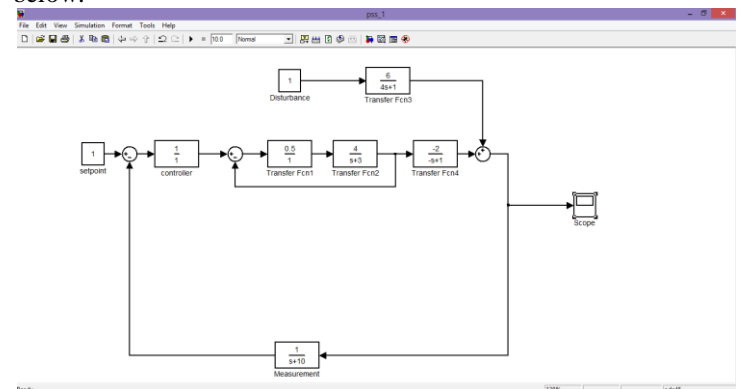 below.
pss_1
File Edit View Simulation Format Tools Help
10.0 Normal
1
Disturbance
6
4s+1
Transfer Fcn3
1
setpoint
1
1
controller
0.5
1
Transfer Fcn1
4
s+3
Transfer Fcn2
-2
-s+1
Transfer Fcn4
Scope
1
s+10
Measurement